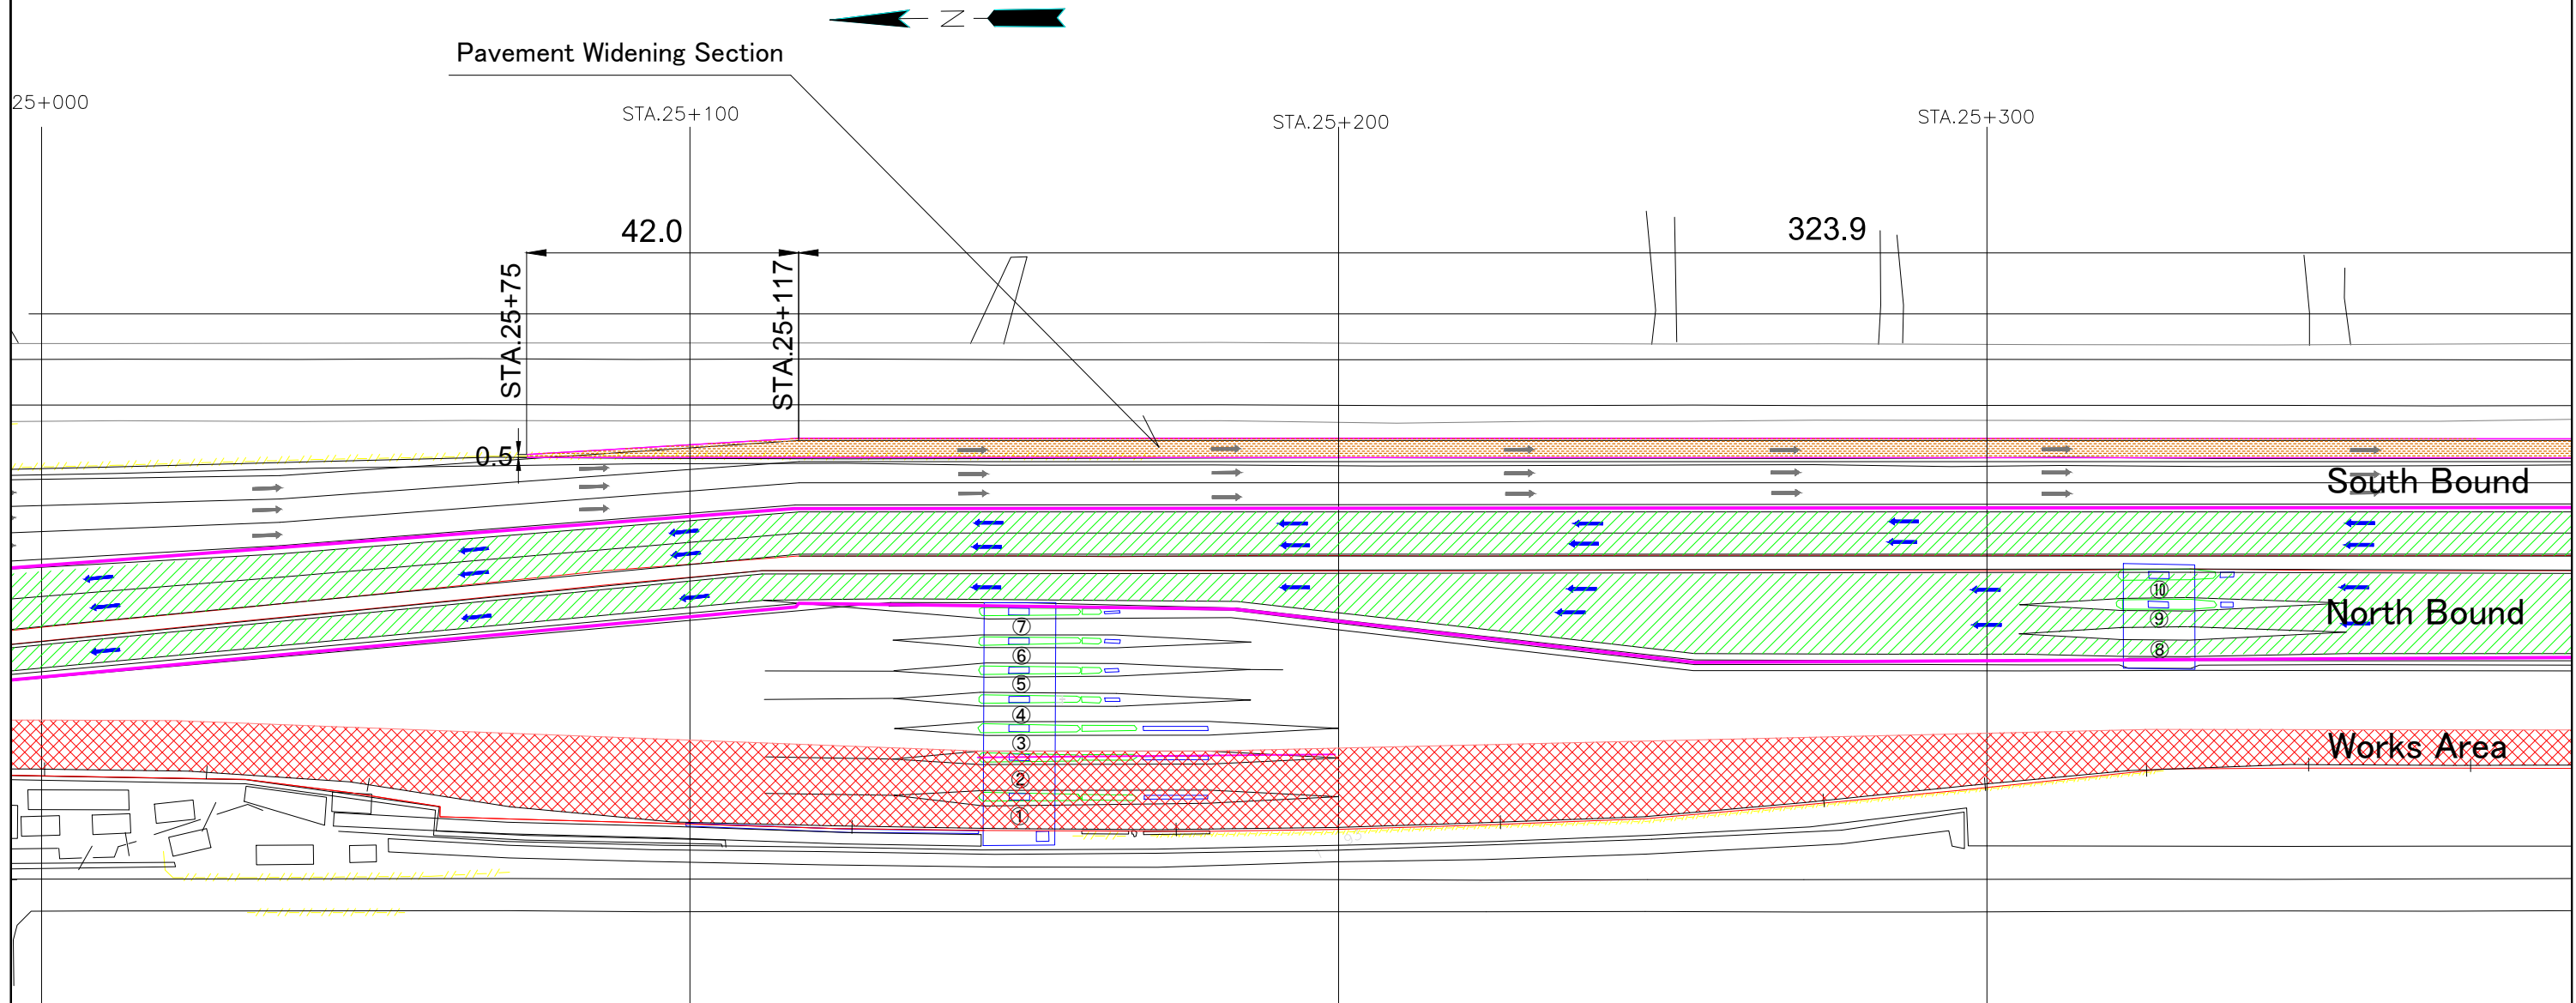 N
Pavement Widening Section
25+000
STA.25+100
STA.25+200
STA.25+300
42.0
323.9
STA.25+75
STA.25+117
0.5
South Bound
North Bound
⑩
⑨
⑧
⑦
⑥
⑤
④
③
②
①
Works Area